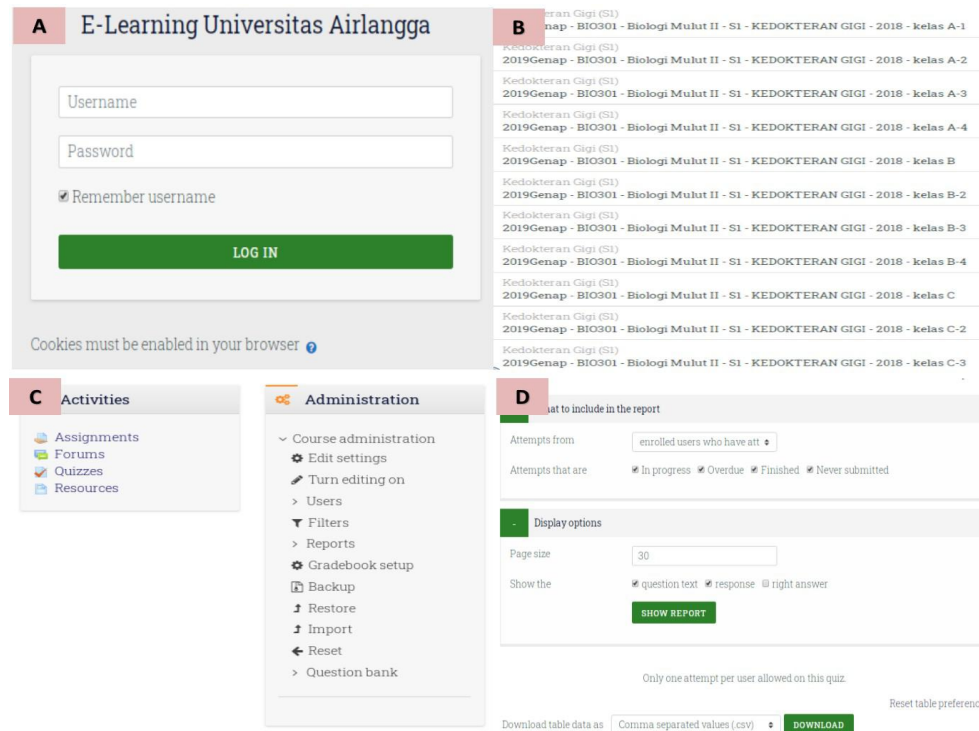 A
E-Learning Universitas Airlangga
Username
Password
Remember username
LOG IN
Cookies must be enabled in your browser
B
- BIO301 - Biologi Mulut II - S1 - KEDOKTERAN GIGI - 2018 - kelas A-1
Kedokteran Gigi (S1)
2019Genap - BIO301 - Biologi Mulut II - S1 - KEDOKTERAN GIGI - 2018 - kelas A-2
Kedokteran Gigi (S1)
2019Genap - BIO301 - Biologi Mulut II - S1 - KEDOKTERAN GIGI - 2018 - kelas A-3
Kedokteran Gigi (S1)
2019Genap - BIO301 - Biologi Mulut II - S1 - KEDOKTERAN GIGI - 2018 - kelas A-4
Kedokteran Gigi (S1)
2019Genap - BIO301 - Biologi Mulut II - S1 - KEDOKTERAN GIGI - 2018 - kelas B
Kedokteran Gigi (S1)
2019Genap - BIO301 - Biologi Mulut II - S1 - KEDOKTERAN GIGI - 2018 - kelas B-2
Kedokteran Gigi (S1)
2019Genap - BIO301 - Biologi Mulut II - S1 - KEDOKTERAN GIGI - 2018 - kelas B-3
Kedokteran Gigi (S1)
2019Genap - BIO301 - Biologi Mulut II - S1 - KEDOKTERAN GIGI - 2018 - kelas B-4
Kedokteran Gigi (S1)
2019Genap - BIO301 - Biologi Mulut II - S1 - KEDOKTERAN GIGI - 2018 - kelas C
Kedokteran Gigi (S1)
2019Genap - BIO301 - Biologi Mulut II - S1 - KEDOKTERAN GIGI - 2018 - kelas C-2
Kedokteran Gigi (S1)
2019Genap - BIO301 - Biologi Mulut II - S1 - KEDOKTERAN GIGI - 2018 - kelas C-3
C
Activities
Assignments
Forums
Quizzes
Resources
Administration
Course administration
Edit settings
Turn editing on
Users
Filters
Reports
Gradebook setup
Backup
Restore
Import
Reset
Question bank
D
to include in the report
Attempts from enrolled users who have att
Attempts that are In progress Overdue Finished Never submitted
- Display options
Page size 30
Show the question text response right answer
SHOW REPORT
Only one attempt per user allowed on this quiz.
Reset table
Download table data as Comma separated values (.csv) DOWNLOAD